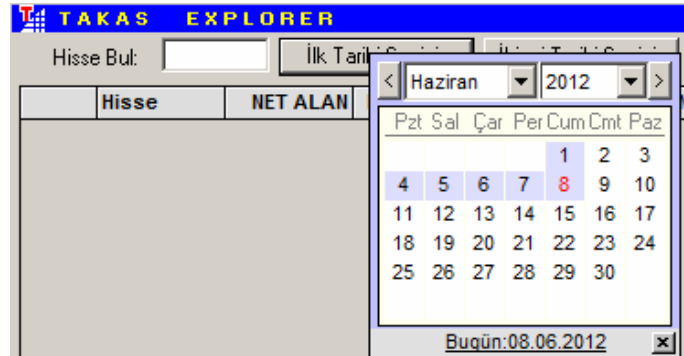 TAKAS EXPLORER
Hisse Bul: İlk Tarihi
Hisse NET ALAN
< Haziran 2012 >
Pzt Sal Çar Per Cum Cmt Paz
1 2 3
4 5 6 7 8 9 10
11 12 13 14 15 16 17
18 19 20 21 22 23 24
25 26 27 28 29 30
Bugün:08.06.2012 x